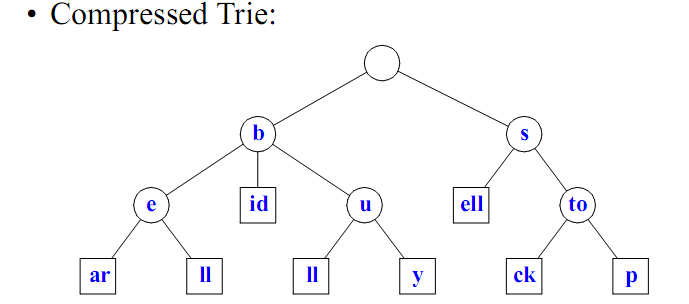 • Compressed Trie:
b s
e id u ell to
ar ll ll y ck p